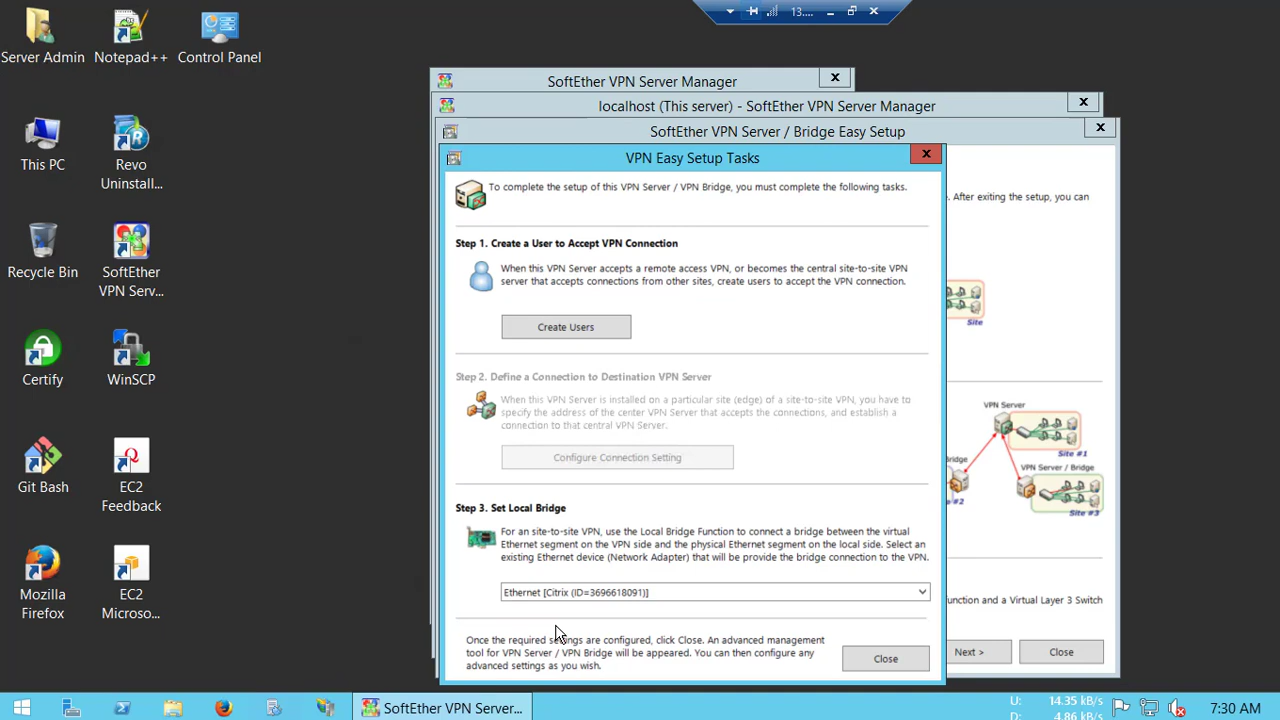 13....
Server Admin
Notepad++
Control Panel
This PC
Revo
Uninstall...
Recycle Bin
SoftEther
VPN Serv...
Certify
WinSCP
Git Bash
EC2
Feedback
Mozilla
Firefox
EC2
Microso...
SoftEther VPN Server Manager
localhost (This server) - SoftEther VPN Server Manager
SoftEther VPN Server / Bridge Easy Setup
VPN Easy Setup Tasks
To complete the setup of this VPN Server / VPN Bridge, you must complete the following tasks.
Step 1. Create a User to Accept VPN Connection
When this VPN Server accepts a remote access VPN, or becomes the central site-to-site VPN
server that accepts connections from other sites, create users to accept the VPN connection.
Create Users
Step 2. Define a Connection to Destination VPN Server
When this VPN Server is installed on a particular site (edge) of a site-to-site VPN, you have to
specify the address of the center VPN Server that accepts the connections, and establish a
connection to that central VPN Server.
Configure Connection Setting
Step 3. Set Local Bridge
For an site-to-site VPN, use the Local Bridge Function to connect a bridge between the virtual
Ethernet segment on the VPN side and the physical Ethernet segment on the local side. Select an
existing Ethernet device (Network Adapter) that will be provide the bridge connection to the VPN.
Ethernet [Citrix (ID=3696618091)]
Once the required settings are configured, click Close. An advanced management
tool for VPN Server / VPN Bridge will be appeared. You can then configure any
advanced settings as you wish.
Close
. After exiting the setup, you can
Site
VPN Server
Site #1
VPN Server / Bridge
Site #3
unction and a Virtual Layer 3 Switch
Next >
Close
SoftEther VPN Server...
U: 14.35 kB/s
D: 4.86 kB/s
7:30 AM